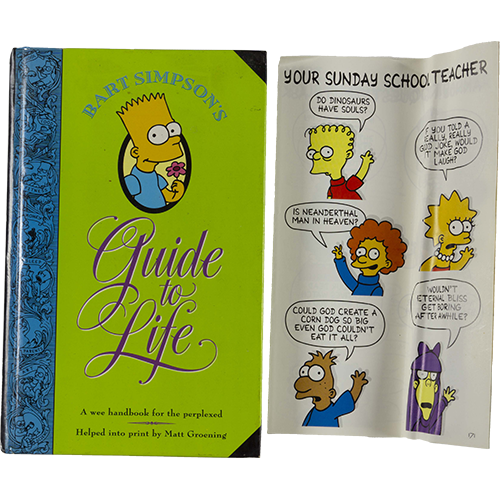 BART SIMPSON'S
Guide
to
Life
A wee handbook for the perplexed
Helped into print by Matt Groening
YOUR SUNDAY SCHOOL TEACHER
DO DINOSAURS
HAVE SOULS?
YOU TOLD A
REALLY, REALLY
GOOD JOKE, WOULD
IT MAKE GOD
LAUGH?
IS NEANDERTHAL
MAN IN HEAVEN?
COULD GOD CREATE A
CORN DOG SO BIG
EVEN GOD COULDN'T
EAT IT ALL?
WOULDN'T
ETERNAL BLISS
GET BORING
AFTER AWHILE?